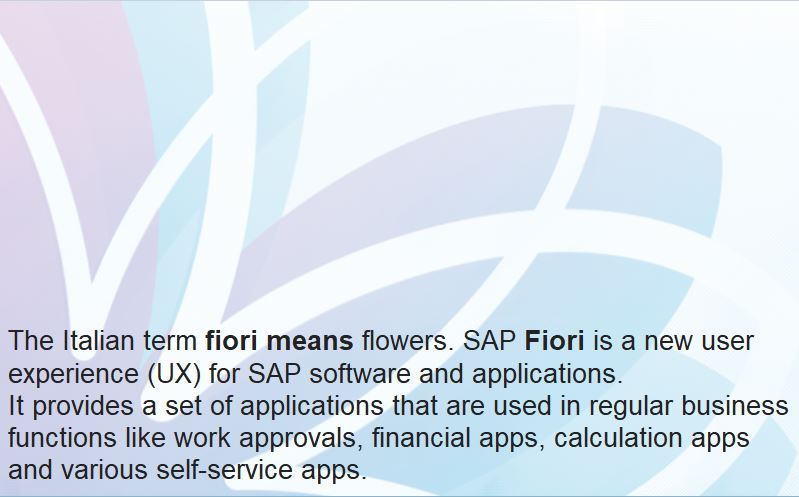 The Italian term fiori means flowers. SAP Fiori is a new user
experience (UX) for SAP software and applications.
It provides a set of applications that are used in regular business
functions like work approvals, financial apps, calculation apps
and various self-service apps.